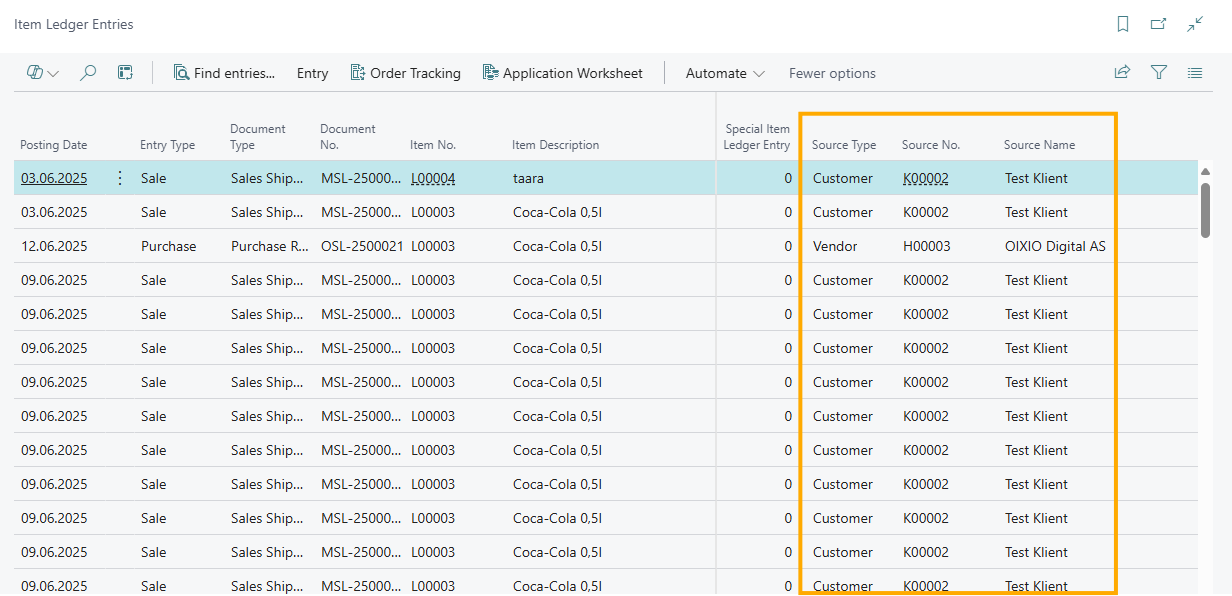 Item Ledger Entries
Find entries... Entry Order Tracking Application Worksheet Automate Fewer options
Posting Date Entry Type Document Type Document No. Item No. Item Description Special Item Ledger Entry Source Type Source No. Source Name
03.06.2025 Sale Sales Ship... MSL-25000... L00004 taara 0 Customer K00002 Test Klient
03.06.2025 Sale Sales Ship... MSL-25000... L00003 Coca-Cola 0,5l 0 Customer K00002 Test Klient
12.06.2025 Purchase Purchase R... OSL-2500021 L00003 Coca-Cola 0,5l 0 Vendor H00003 OIXIO Digital AS
09.06.2025 Sale Sales Ship... MSL-25000... L00003 Coca-Cola 0,5l 0 Customer K00002 Test Klient
09.06.2025 Sale Sales Ship... MSL-25000... L00003 Coca-Cola 0,5l 0 Customer K00002 Test Klient
09.06.2025 Sale Sales Ship... MSL-25000... L00003 Coca-Cola 0,5l 0 Customer K00002 Test Klient
09.06.2025 Sale Sales Ship... MSL-25000... L00003 Coca-Cola 0,5l 0 Customer K00002 Test Klient
09.06.2025 Sale Sales Ship... MSL-25000... L00003 Coca-Cola 0,5l 0 Customer K00002 Test Klient
09.06.2025 Sale Sales Ship... MSL-25000... L00003 Coca-Cola 0,5l 0 Customer K00002 Test Klient
09.06.2025 Sale Sales Ship... MSL-25000... L00003 Coca-Cola 0,5l 0 Customer K00002 Test Klient
09.06.2025 Sale Sales Ship... MSL-25000... L00003 Coca-Cola 0,5l 0 Customer K00002 Test Klient
09.06.2025 Sale Sales Ship... MSL-25000... L00003 Coca-Cola 0,5l 0 Customer K00002 Test Klient
09.06.2025 Sale Sales Ship... MSL-25000... L00003 Coca-Cola 0,5l 0 Customer K00002 Test Klient